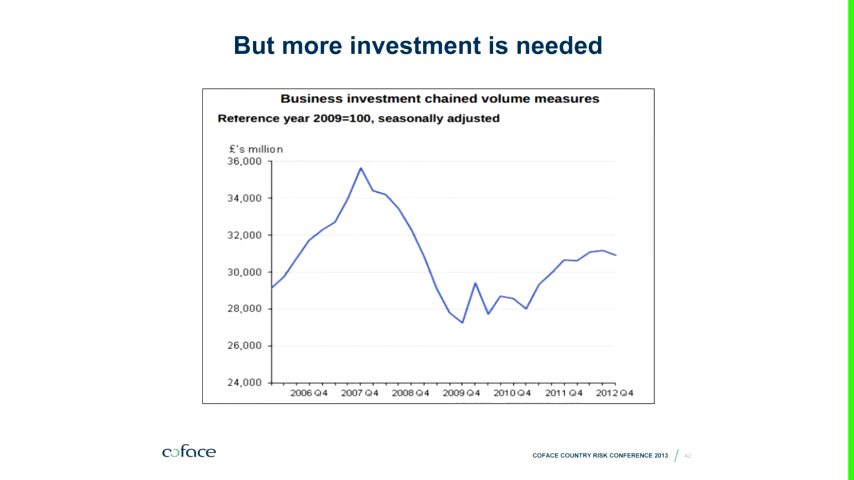 But more investment is needed
Business investment chained volume measures
Reference year 2009=100, seasonally adjusted
£'s million
36,000
34,000
32,000
30,000
28,000
26,000
24,000
2006 Q4 2007 Q4 2008 Q4 2009 Q4 2010 Q4 2011 Q4 2012 Q4
coface
COFACE COUNTRY RISK CONFERENCE 2013 / 42